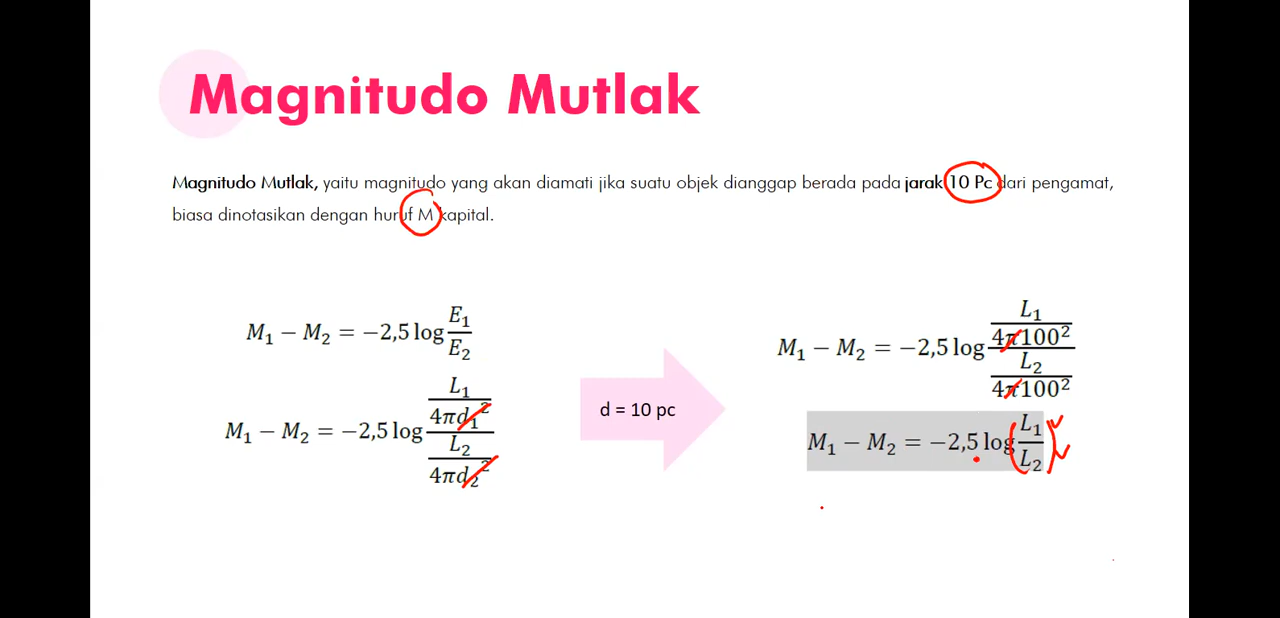 Magnitudo Mutlak
Magnitudo Mutlak, yaitu magnitudo yang akan diamati jika suatu objek dianggap berada pada jarak 10 Pc dari pengamat,
biasa dinotasikan dengan huruf M kapital.
M₁ − M₂ = −2,5 log E₁/E₂
M₁ − M₂ = −2,5 log (L₁/4πd₁²)/(L₂/4πd₂²)
d = 10 pc
M₁ − M₂ = −2,5 log (L₁/4π100²)/(L₂/4π100²)
M₁ − M₂ = −2,5 log L₁/L₂